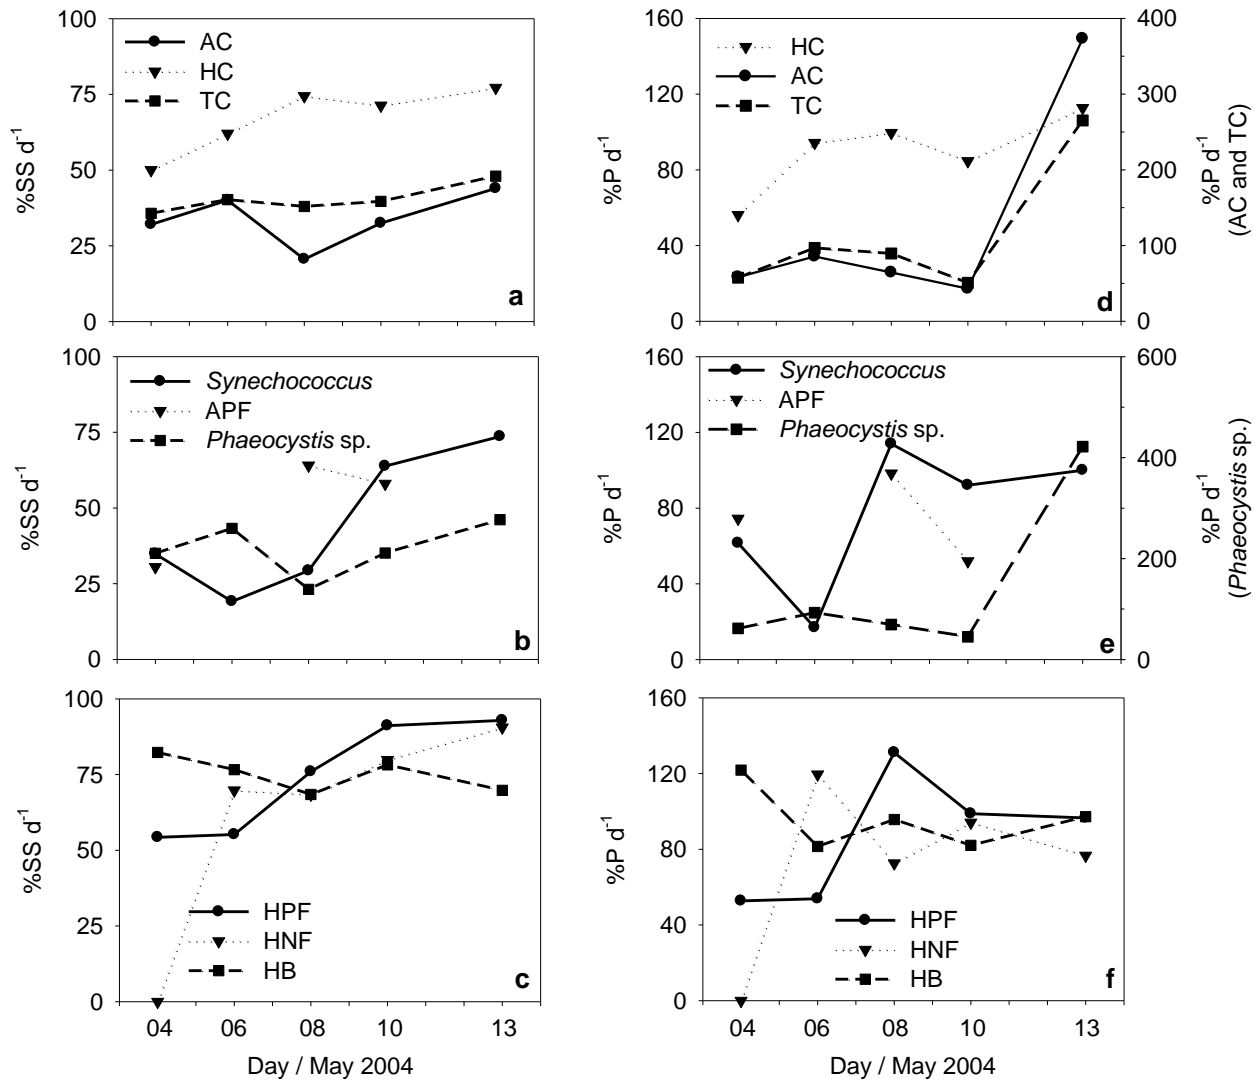 100
75
50
25
0
%SS d-1
AC
HC
TC
a
160
120
80
40
0
%P d-1
HC
AC
TC
d
400
300
200
100
0
%P d-1
(AC and TC)
100
75
50
25
0
%SS d-1
Synechococcus
APF
Phaeocystis sp.
b
160
120
80
40
0
%P d-1
Synechococcus
APF
Phaeocystis sp.
e
600
400
200
0
%P d-1
(Phaeocystis sp.)
100
75
50
25
0
%SS d-1
HPF
HNF
HB
c
04 06 08 10 13
Day / May 2004
160
120
80
40
0
%P d-1
HPF
HNF
HB
f
04 06 08 10 13
Day / May 2004